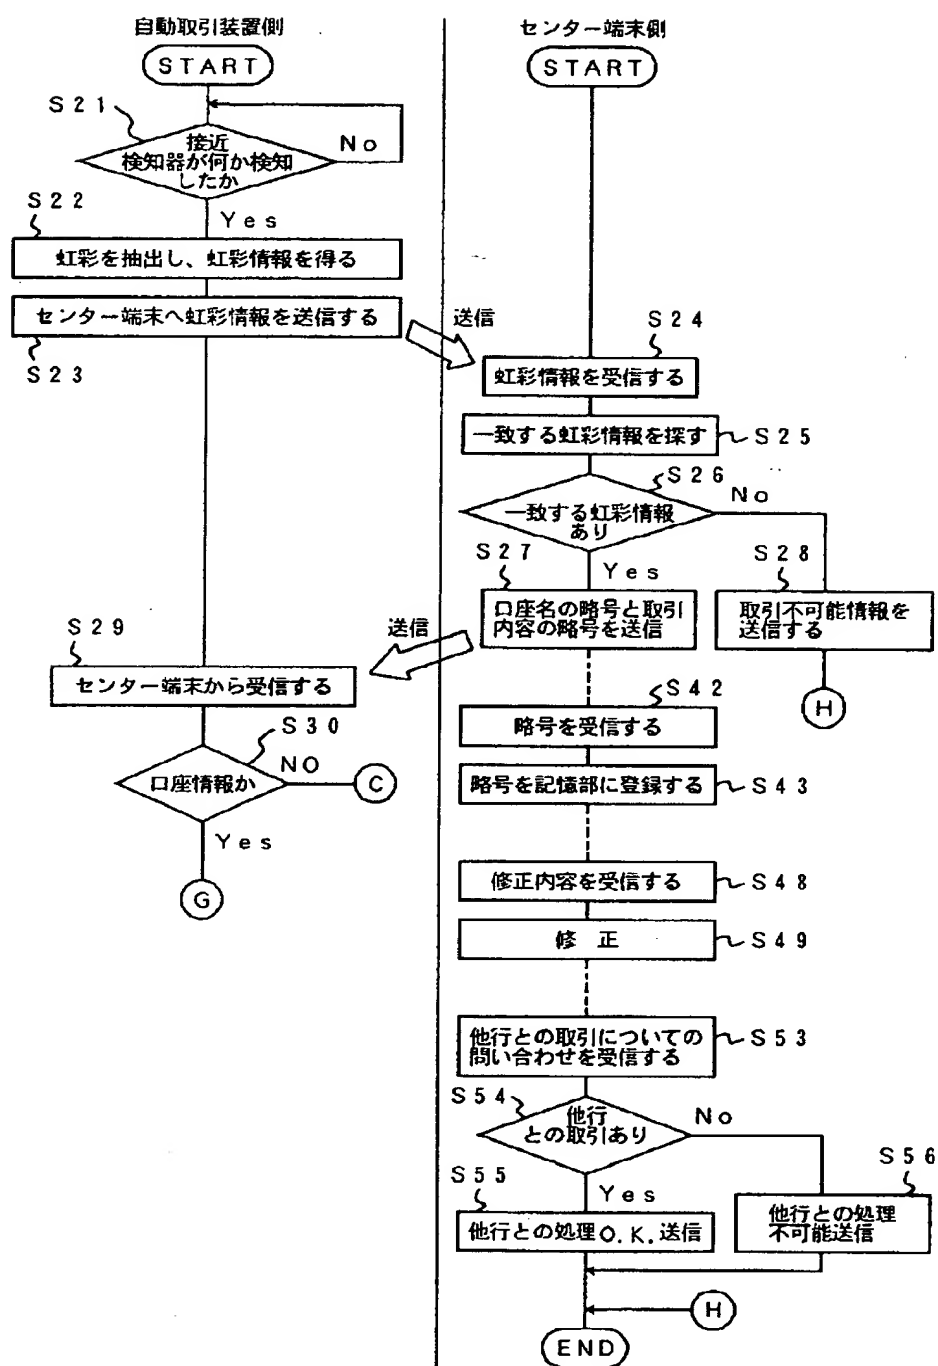 自動取引装置側
START
S21
接近
検知器が何か検知
したか
No
Yes
S22
虹彩を抽出し、虹彩情報を得る
センター端末へ虹彩情報を送信する
S23
送信
S29
センター端末から受信する
S30
口座情報か
NO
C
Yes
G
センター端末側
START
S24
虹彩情報を受信する
一致する虹彩情報を探す
S25
S26
一致する虹彩情報
あり
No
Yes
S27
口座名の略号と取引
内容の略号を送信
送信
S28
取引不可能情報を
送信する
H
S42
略号を受信する
略号を記憶部に登録する
S43
修正内容を受信する
S48
修正
S49
他行との取引についての
問い合わせを受信する
S53
S54
他行
との取引あり
No
Yes
S55
他行との処理O.K.送信
S56
他行との処理
不可能送信
H
END